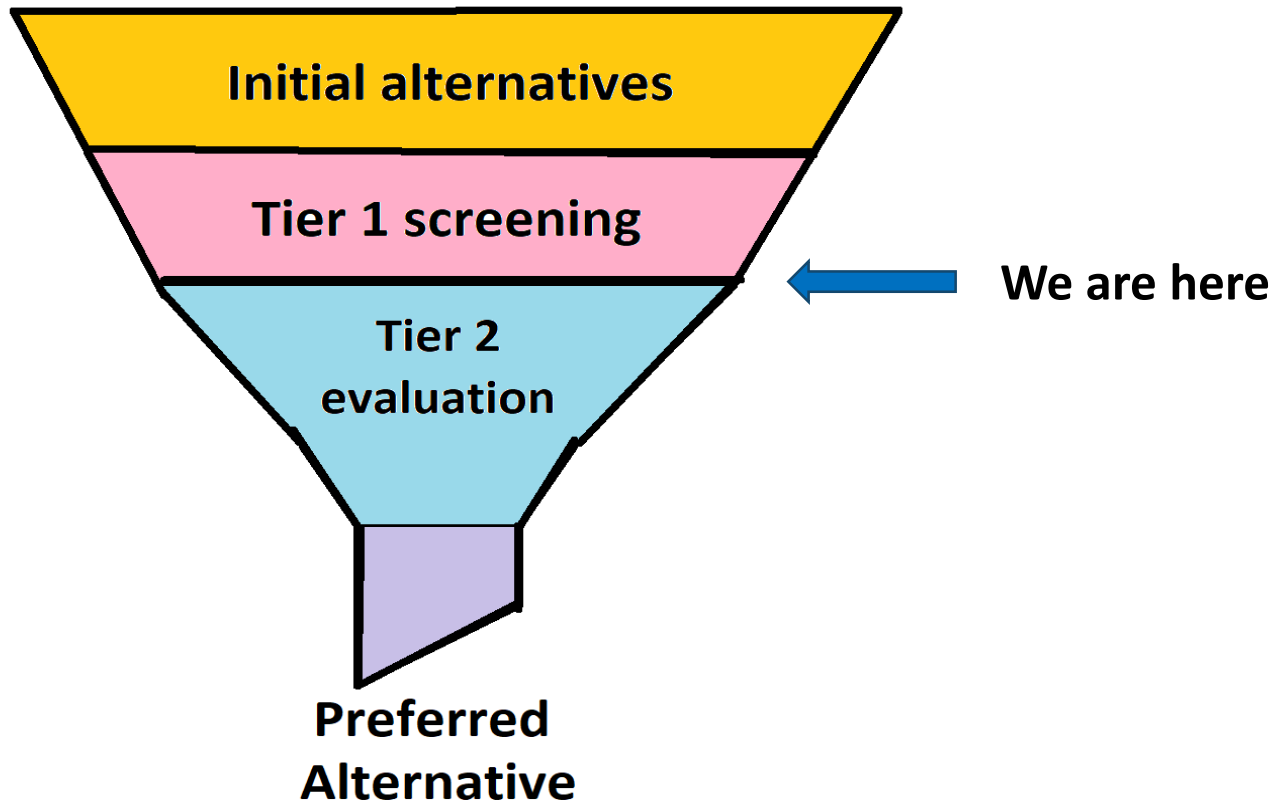 Initial alternatives
Tier 1 screening
We are here
Tier 2
evaluation
Preferred
Alternative